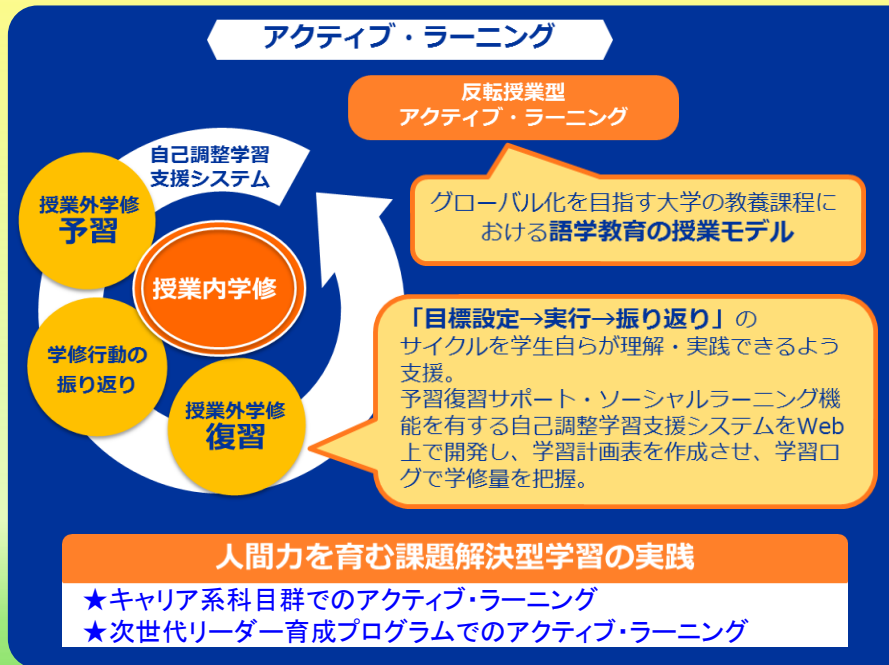 アクティブ・ラーニング
反転授業型
アクティブ・ラーニング
自己調整学習
支援システム
授業外学修
予習
グローバル化を目指す大学の教養課程に
おける語学教育の授業モデル
授業内学修
学修行動の
振り返り
授業外学修
復習
「目標設定→実行→振り返り」の
サイクルを学生自らが理解・実践できるよう
支援。
予習復習サポート・ソーシャルラーニング機
能を有する自己調整学習支援システムをWeb
上で開発し、学習計画表を作成させ、学習ロ
グで学修量を把握。
人間力を育む課題解決型学習の実践
★キャリア系科目群でのアクティブ・ラーニング
★次世代リーダー育成プログラムでのアクティブ・ラーニング